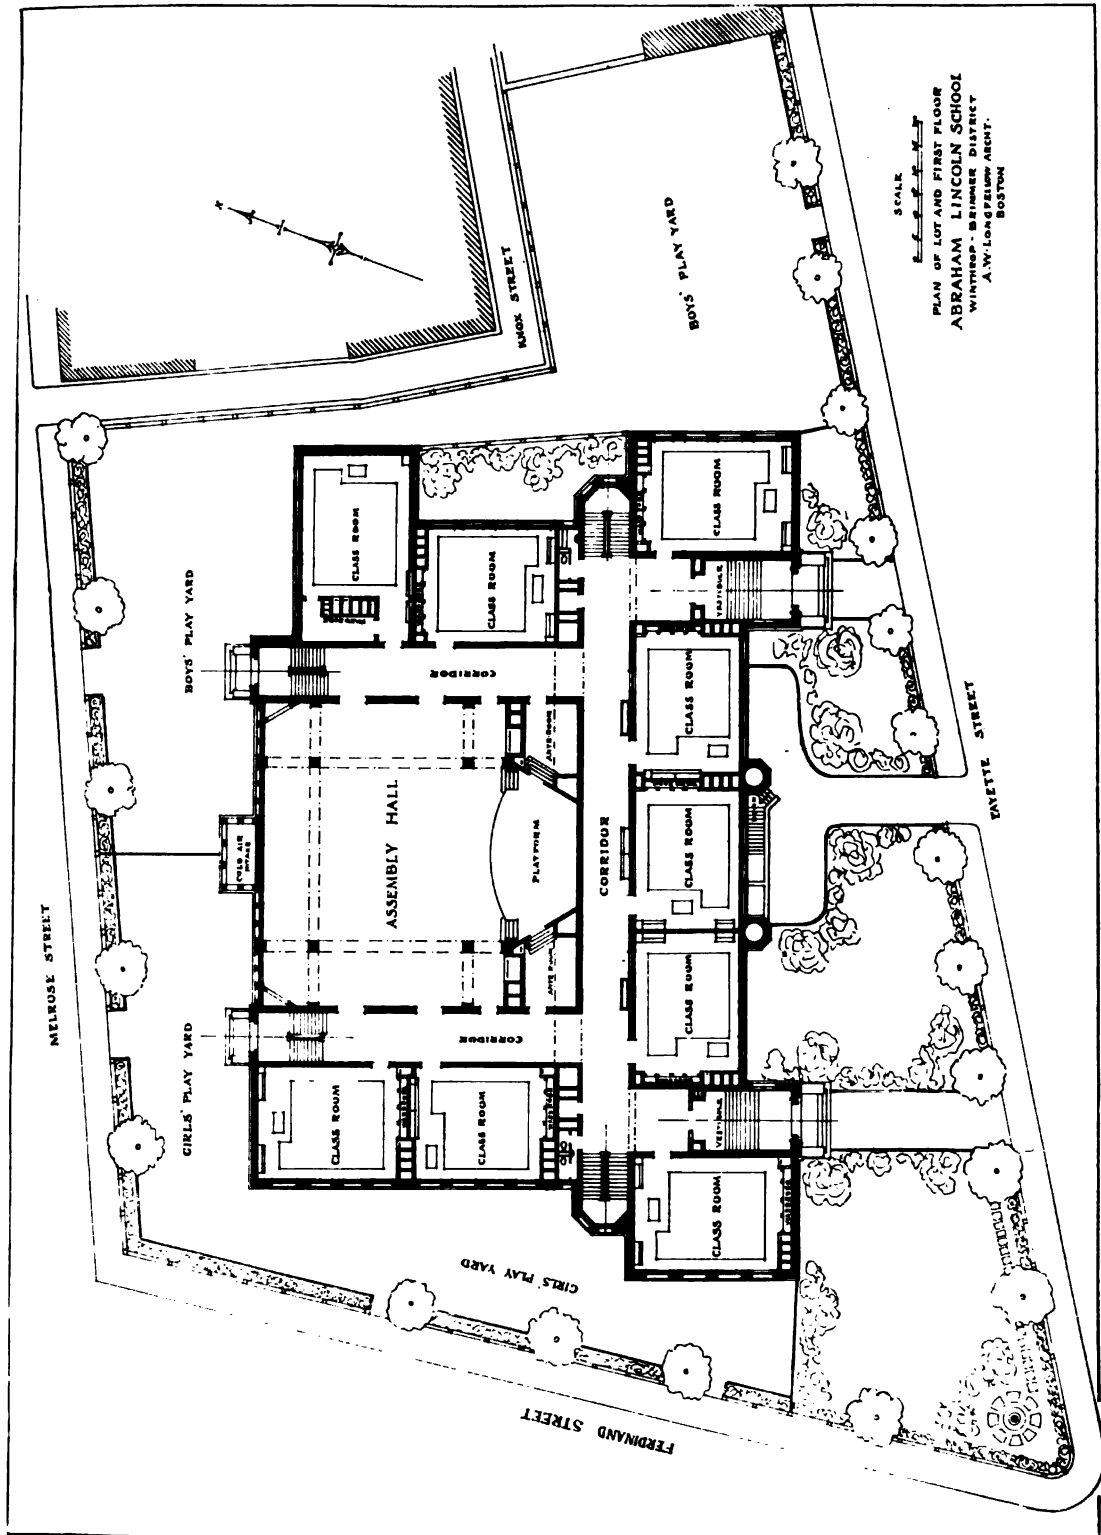 SCALE
PLAN OF LOT AND FIRST FLOOR
ABRAHAM LINCOLN SCHOOL
WINTHROP - BRIMMER DISTRICT
A.W. LONGFELLOW ARCHT.
BOSTON
N
KNOX STREET
BOYS' PLAY YARD
BOYS' PLAY YARD
MELROSE STREET
GIRLS' PLAY YARD
GIRLS' PLAY YARD
FERDINAND STREET
FAYETTE STREET
CLASS ROOM
CLASS ROOM
CLASS ROOM
VESTIBULE
CORRIDOR
CLASS ROOM
ANTE ROOM
COLD AIR
INTAKE
ASSEMBLY HALL
PLATFORM
CORRIDOR
CLASS ROOM
ANTE ROOM
CLASS ROOM
CORRIDOR
CLASS ROOM
CLASS ROOM
VESTIBULE
CLASS ROOM